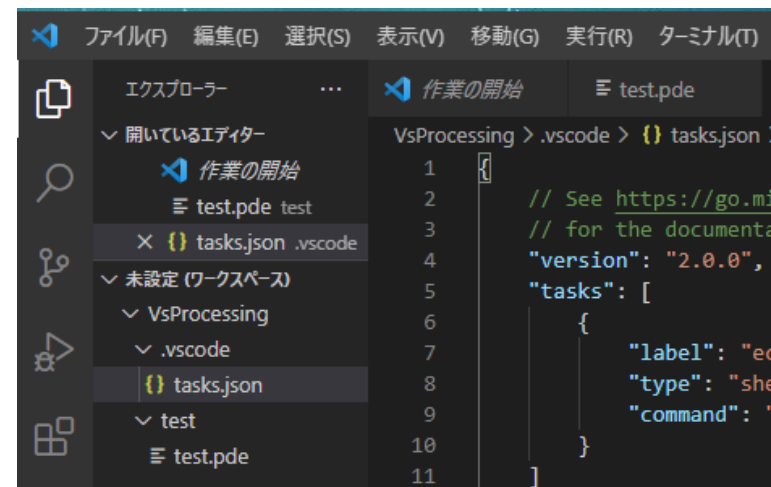 ファイル(F) 編集(E) 選択(S) 表示(V) 移動(G) 実行(R) ターミナル(T)
エクスプローラー ...
開いているエディター
作業の開始
test.pde test
{} tasks.json .vscode
未設定 (ワークスペース)
VsProcessing
.vscode
{} tasks.json
test
test.pde
作業の開始 test.pde
VsProcessing > .vscode > {} tasks.json
1 {
2 // See https://go.mi
3 // for the documenta
4 "version": "2.0.0",
5 "tasks": [
6 {
7 "label": "ec
8 "type": "she
9 "command": "
10 }
11 ]